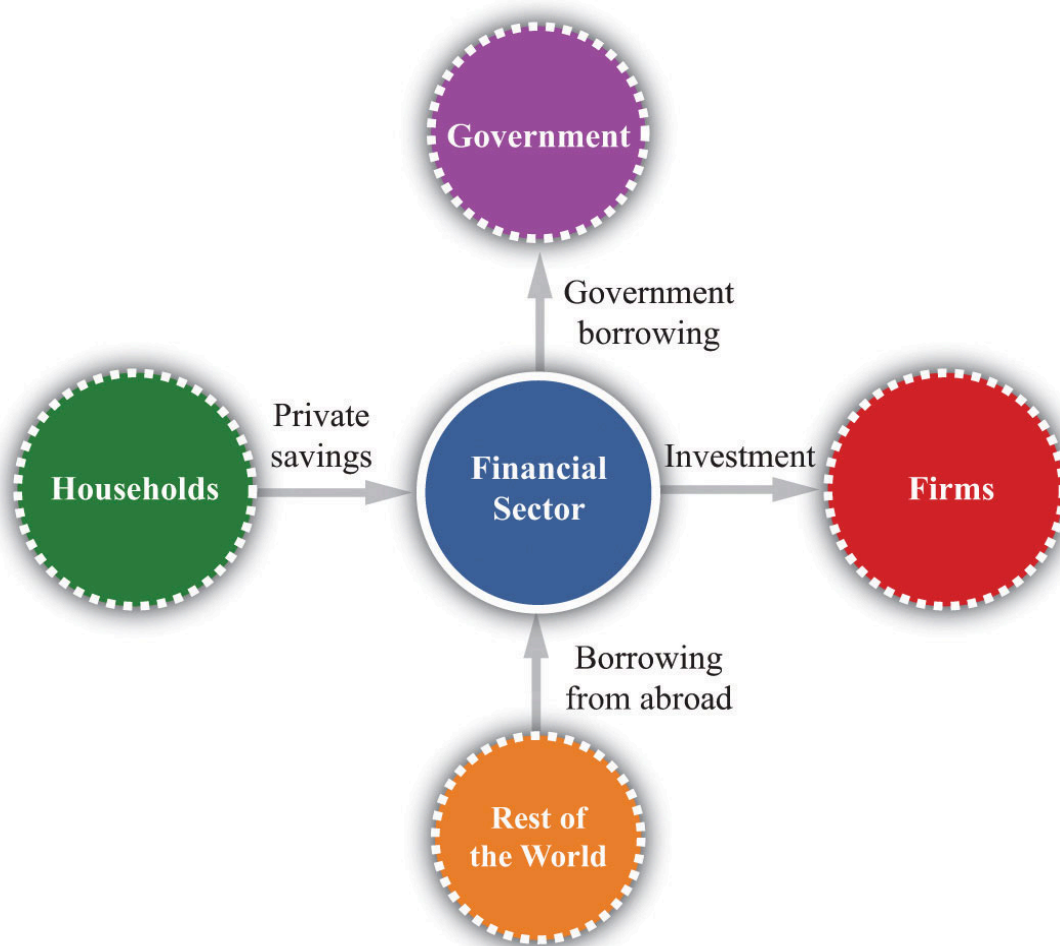 Government
Government
borrowing
Private
savings
Households
Financial
Sector
Investment
Firms
Borrowing
from abroad
Rest of
the World